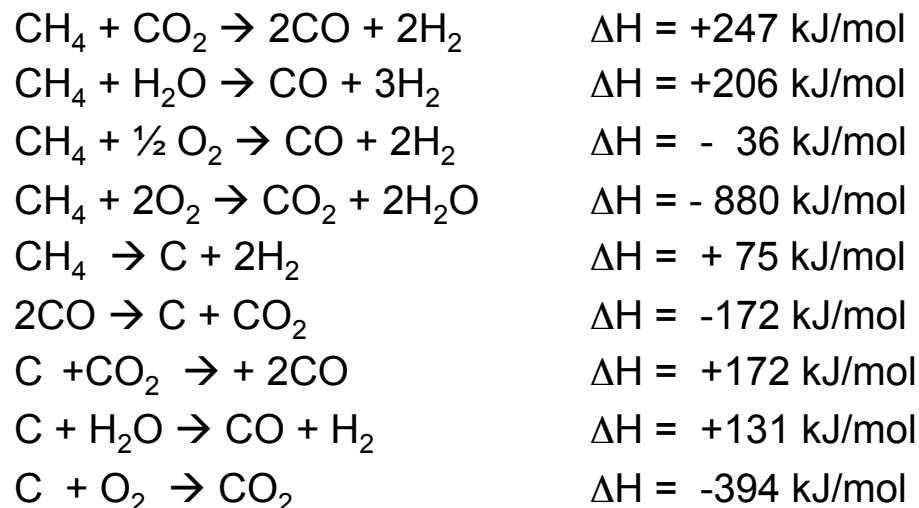 CH₄ + CO₂ → 2CO + 2H₂ ΔH = +247 kJ/mol
CH₄ + H₂O → CO + 3H₂ ΔH = +206 kJ/mol
CH₄ + ½ O₂ → CO + 2H₂ ΔH = - 36 kJ/mol
CH₄ + 2O₂ → CO₂ + 2H₂O ΔH = - 880 kJ/mol
CH₄ → C + 2H₂ ΔH = + 75 kJ/mol
2CO → C + CO₂ ΔH = -172 kJ/mol
C +CO₂ → + 2CO ΔH = +172 kJ/mol
C + H₂O → CO + H₂ ΔH = +131 kJ/mol
C + O₂ → CO₂ ΔH = -394 kJ/mol